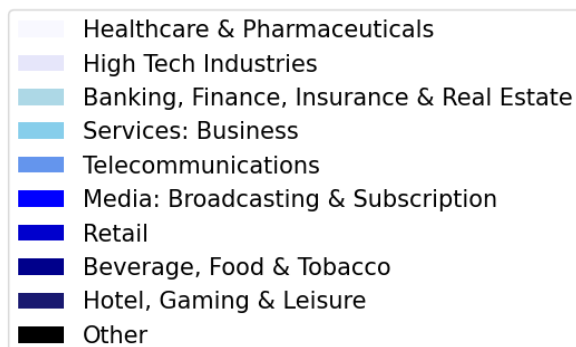 Healthcare & Pharmaceuticals
High Tech Industries
Banking, Finance, Insurance & Real Estate
Services: Business
Telecommunications
Media: Broadcasting & Subscription
Retail
Beverage, Food & Tobacco
Hotel, Gaming & Leisure
Other